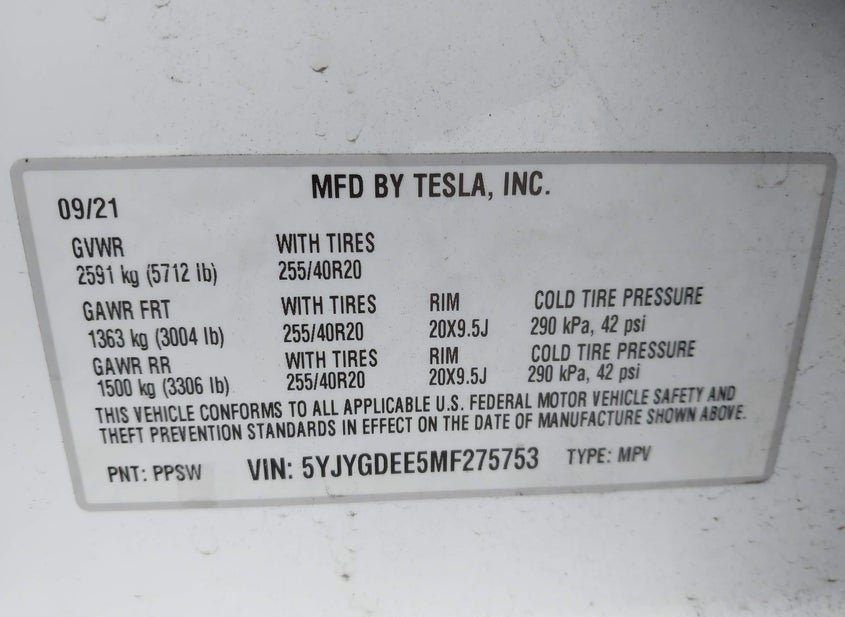 MFD BY TESLA, INC.
09/21
GVWR WITH TIRES
2591 kg (5712 lb) 255/40R20
GAWR FRT WITH TIRES RIM COLD TIRE PRESSURE
1363 kg (3004 lb) 255/40R20 20X9.5J 290 kPa, 42 psi
GAWR RR WITH TIRES RIM COLD TIRE PRESSURE
1500 kg (3306 lb) 255/40R20 20X9.5J 290 kPa, 42 psi
THIS VEHICLE CONFORMS TO ALL APPLICABLE U.S. FEDERAL MOTOR VEHICLE SAFETY AND
THEFT PREVENTION STANDARDS IN EFFECT ON THE DATE OF MANUFACTURE SHOWN ABOVE.
PNT: PPSW VIN: 5YJYGDEE5MF275753 TYPE: MPV